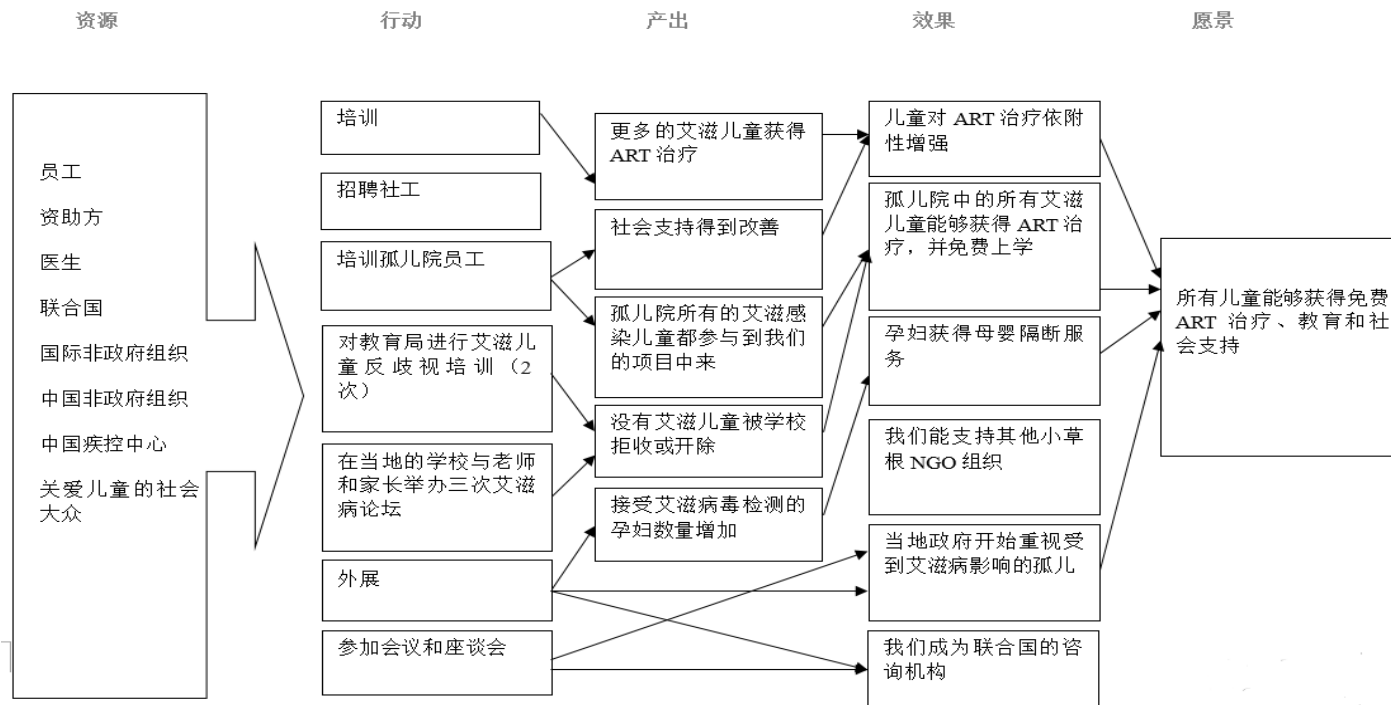 资源
行动
产出
效果
愿景
员工
资助方
医生
联合国
国际非政府组织
中国非政府组织
中国疾控中心
关爱儿童的社会
大众
培训
招聘社工
培训孤儿院员工
对教育局进行艾滋儿
童反歧视培训（2
次）
在当地的学校与老师
和家长举办三次艾滋
病论坛
外展
参加会议和座谈会
更多的艾滋儿童获得
ART 治疗
社会支持得到改善
孤儿院所有的艾滋感
染儿童都参与到我们
的项目中来
没有艾滋儿童被学校
拒收或开除
接受艾滋病毒检测的
孕妇数量增加
儿童对 ART 治疗依附
性增强
孤儿院中的所有艾滋
儿童能够获得 ART 治
疗，并免费上学
孕妇获得母婴隔断服
务
我们能支持其他小草
根 NGO 组织
当地政府开始重视受
到艾滋病影响的孤儿
我们成为联合国的咨
询机构
所有儿童能够获得免费
ART 治疗、教育和社
会支持